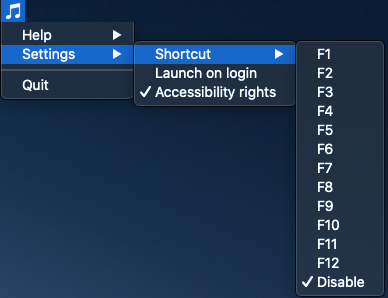 Help
Settings
Quit
Shortcut
Launch on login
✓ Accessibility rights
F1
F2
F3
F4
F5
F6
F7
F8
F9
F10
F11
F12
✓ Disable